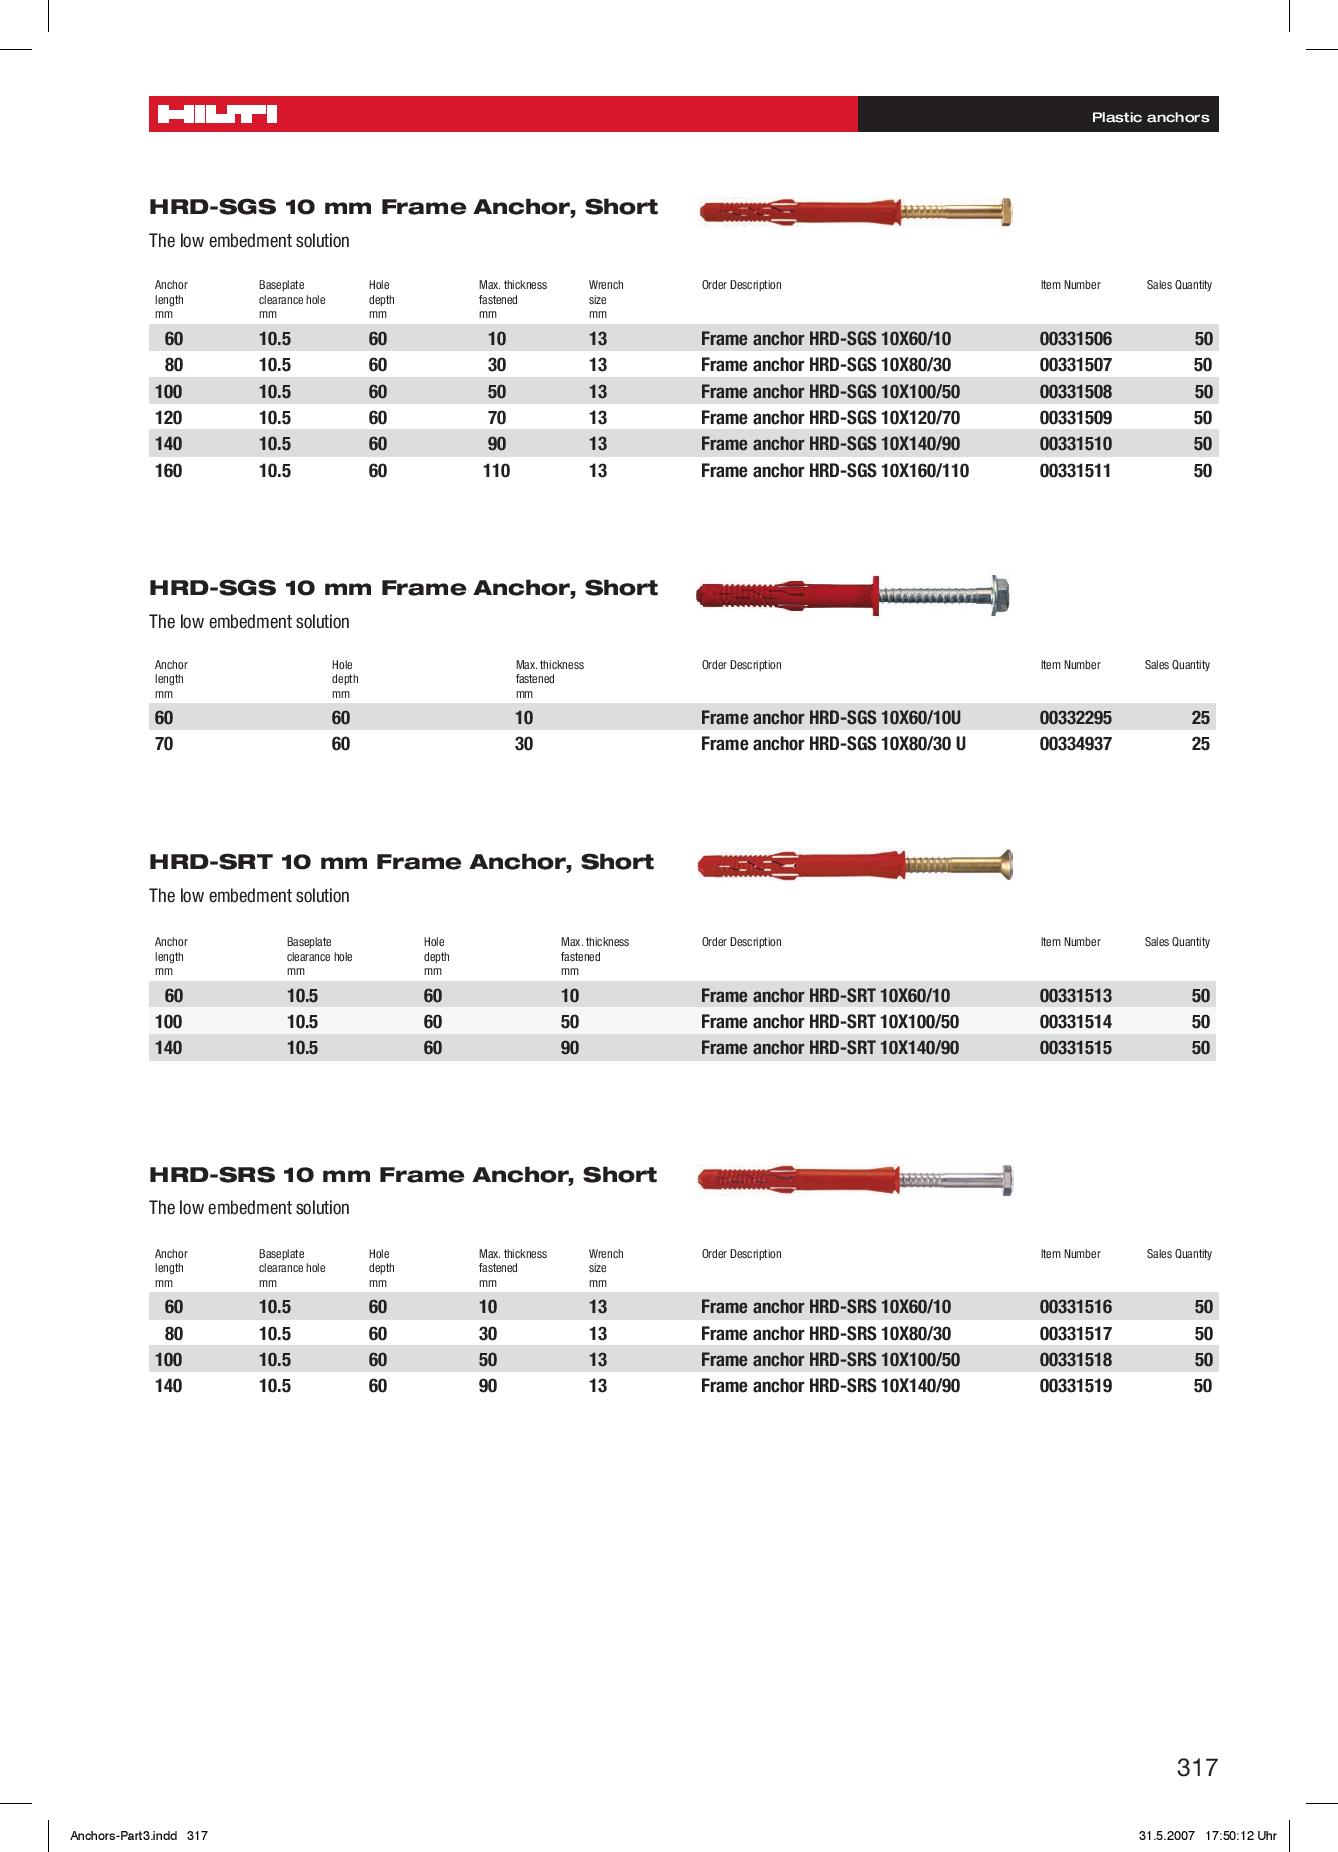 HILTI
Plastic anchors
HRD-SGS 10 mm Frame Anchor, Short
The low embedment solution
Anchor length mm Baseplate clearance hole mm Hole depth mm Max. thickness fastened mm Wrench size mm Order Description Item Number Sales Quantity
60 10.5 60 10 13 Frame anchor HRD-SGS 10X60/10 00331506 50
80 10.5 60 30 13 Frame anchor HRD-SGS 10X80/30 00331507 50
100 10.5 60 50 13 Frame anchor HRD-SGS 10X100/50 00331508 50
120 10.5 60 70 13 Frame anchor HRD-SGS 10X120/70 00331509 50
140 10.5 60 90 13 Frame anchor HRD-SGS 10X140/90 00331510 50
160 10.5 60 110 13 Frame anchor HRD-SGS 10X160/110 00331511 50
HRD-SGS 10 mm Frame Anchor, Short
The low embedment solution
Anchor length mm Hole depth mm Max. thickness fastened mm Order Description Item Number Sales Quantity
60 60 10 Frame anchor HRD-SGS 10X60/10U 00332295 25
70 60 30 Frame anchor HRD-SGS 10X80/30 U 00334937 25
HRD-SRT 10 mm Frame Anchor, Short
The low embedment solution
Anchor length mm Baseplate clearance hole mm Hole depth mm Max. thickness fastened mm Order Description Item Number Sales Quantity
60 10.5 60 10 Frame anchor HRD-SRT 10X60/10 00331513 50
100 10.5 60 50 Frame anchor HRD-SRT 10X100/50 00331514 50
140 10.5 60 90 Frame anchor HRD-SRT 10X140/90 00331515 50
HRD-SRS 10 mm Frame Anchor, Short
The low embedment solution
Anchor length mm Baseplate clearance hole mm Hole depth mm Max. thickness fastened mm Wrench size mm Order Description Item Number Sales Quantity
60 10.5 60 10 13 Frame anchor HRD-SRS 10X60/10 00331516 50
80 10.5 60 30 13 Frame anchor HRD-SRS 10X80/30 00331517 50
100 10.5 60 50 13 Frame anchor HRD-SRS 10X100/50 00331518 50
140 10.5 60 90 13 Frame anchor HRD-SRS 10X140/90 00331519 50
317
Anchors-Part3.indd 317 31.5.2007 17:50:12 Uhr